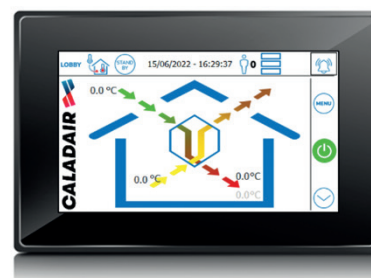 LOBBY
STAND BY
15/06/2022 - 16:29:37
0
0.0 °C
MENU
CALADAIR
0.0 °C
0.0°C
0.0°C